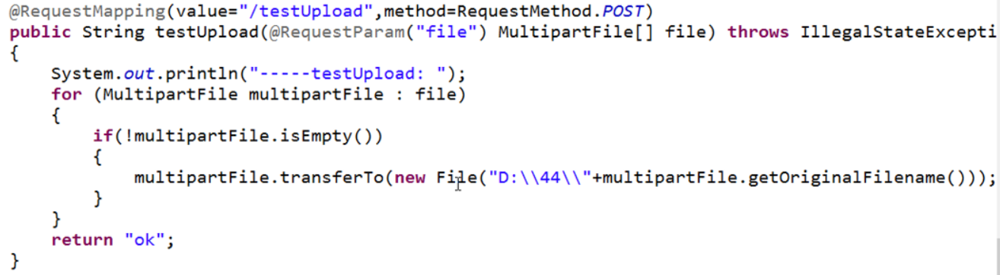 @RequestMapping(value="/testUpload",method=RequestMethod.POST)
public String testUpload(@RequestParam("file") MultipartFile[] file) throws IllegalStateExcepti
{
System.out.println("-----testUpload: ");
for (MultipartFile multipartFile : file)
{
if(!multipartFile.isEmpty())
{
multipartFile.transferTo(new File("D:\\44\\"+multipartFile.getOriginalFilename()));
}
}
return "ok";
}